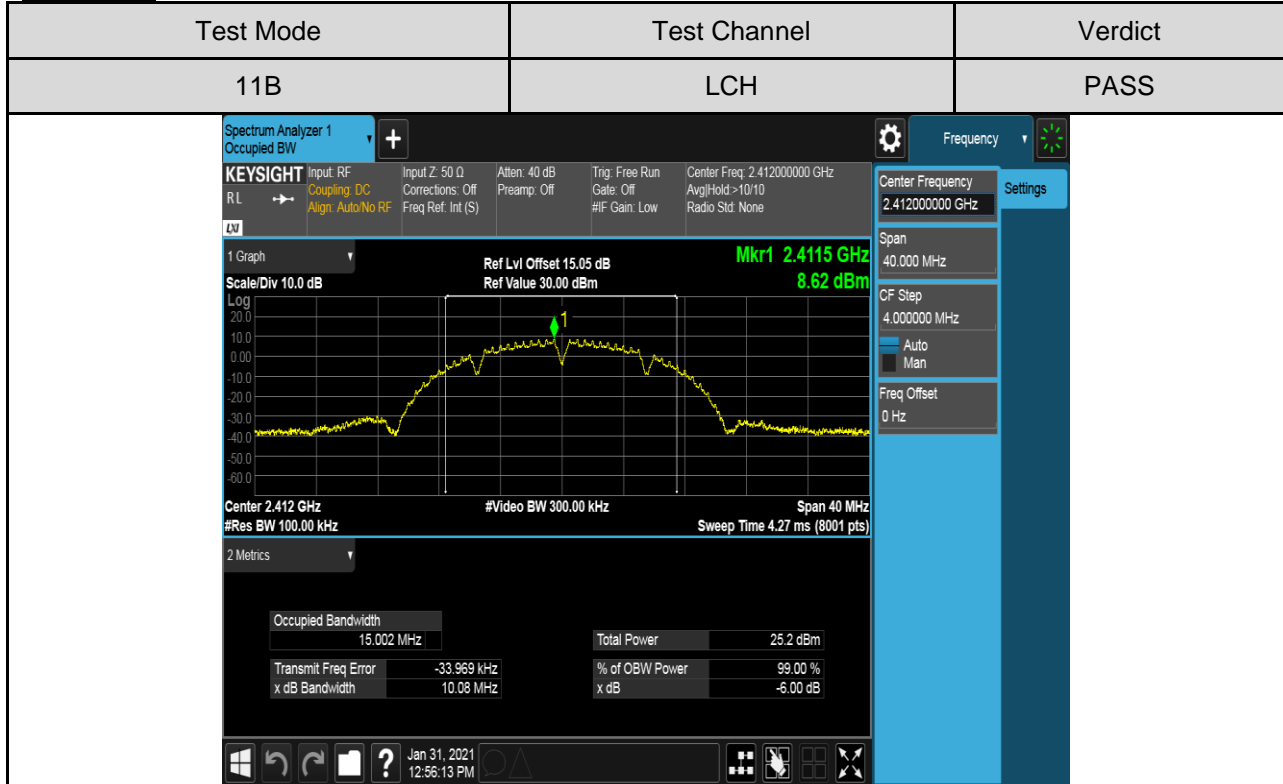 Test Mode Test Channel Verdict
11B LCH PASS
Spectrum Analyzer 1
Occupied BW
Frequency
KEYSIGHT Input: RF Input Z: 50 Ω Atten: 40 dB Trig: Free Run Center Freq: 2.412000000 GHz
RL Coupling: DC Corrections: Off Preamp: Off Gate: Off Avg|Hold:>10/10
Align: Auto/No RF Freq Ref: Int (S) #IF Gain: Low Radio Std: None
LXI
Center Frequency
2.412000000 GHz
Settings
Span
40.000 MHz
CF Step
4.000000 MHz
Auto
Man
Freq Offset
0 Hz
1 Graph
Ref Lvl Offset 15.05 dB
Mkr1 2.4115 GHz
Scale/Div 10.0 dB
Ref Value 30.00 dBm
8.62 dBm
Log
20.0
10.0
0.00
-10.0
-20.0
-30.0
-40.0
-50.0
-60.0
1
Center 2.412 GHz #Video BW 300.00 kHz Span 40 MHz
#Res BW 100.00 kHz Sweep Time 4.27 ms (8001 pts)
2 Metrics
Occupied Bandwidth
15.002 MHz Total Power 25.2 dBm
Transmit Freq Error -33.969 kHz % of OBW Power 99.00 %
x dB Bandwidth 10.08 MHz x dB -6.00 dB
? Jan 31, 2021
12:56:13 PM